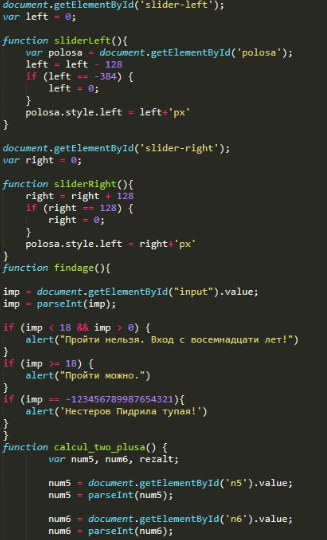 document.getElementById('slider-left');
var left = 0;
function sliderLeft(){
var polosa = document.getElementById('polosa');
left = left - 128
if (left == -384) {
left = 0;
}
polosa.style.left = left+'px'
}
document.getElementById('slider-right');
var right = 0;
function sliderRight(){
right = right + 128
if (right == 128) {
right = 0;
}
polosa.style.left = right+'px'
}
function findage(){
imp = document.getElementById("input").value;
imp = parseInt(imp);
if (imp < 18 && imp > 0) {
alert("Пройти нельзя. Вход с восемнадцати лет!")
}
if (imp >= 18) {
alert("Пройти можно.")
}
if (imp == -123456789987654321){
alert('Нестеров Пидрила тупая!')
}
}
function calcul_two_plusa() {
var num5, num6, rezalt;
num5 = document.getElementById('n5').value;
num5 = parseInt(num5);
num6 = document.getElementById('n6').value;
num6 = parseInt(num6);